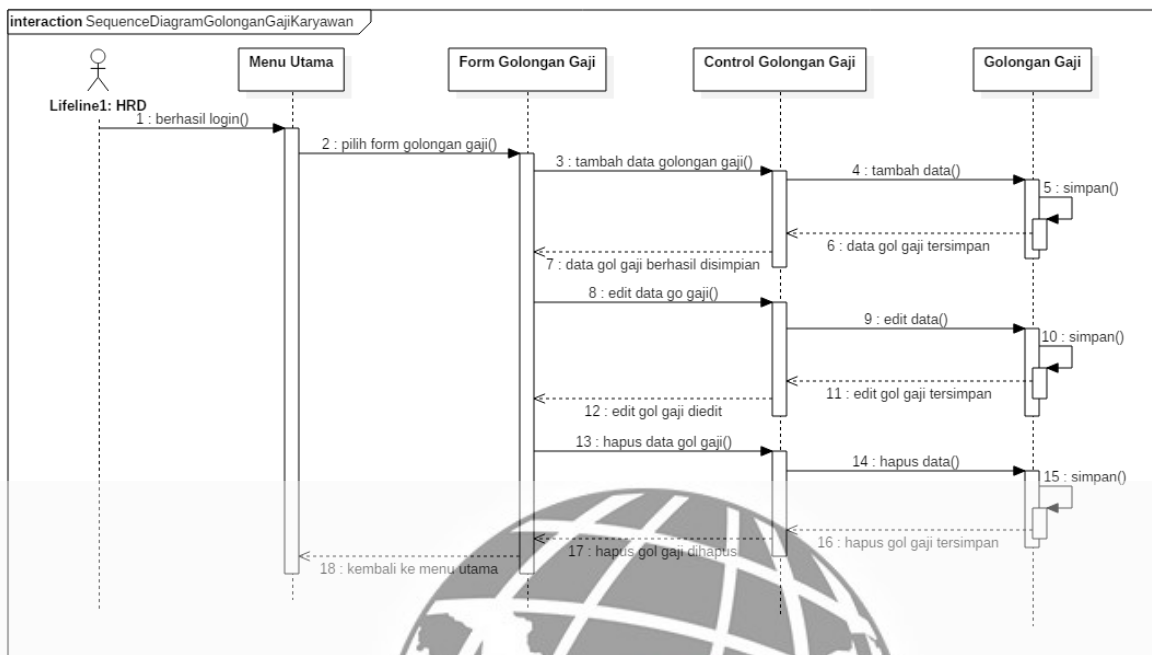 interaction SequenceDiagramGolonganGajiKaryawan
Menu Utama
Form Golongan Gaji
Control Golongan Gaji
Golongan Gaji
Lifeline1: HRD
1 : berhasil login()
2 : pilih form golongan gaji()
3 : tambah data golongan gaji()
4 : tambah data()
5 : simpan()
6 : data gol gaji tersimpan
7 : data gol gaji berhasil disimpian
8 : edit data go gaji()
9 : edit data()
10 : simpan()
11 : edit gol gaji tersimpan
12 : edit gol gaji diedit
13 : hapus data gol gaji()
14 : hapus data()
15 : simpan()
16 : hapus gol gaji tersimpan
17 : hapus gol gaji dihapus
18 : kembali ke menu utama